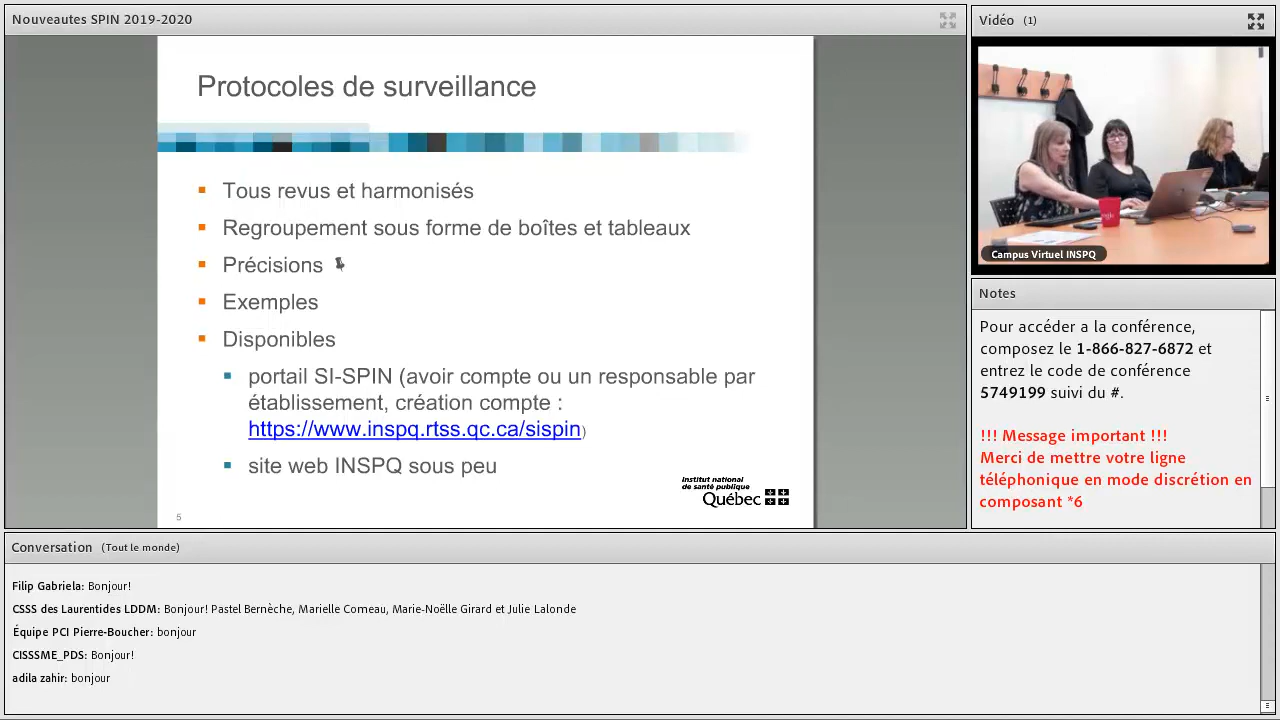 Nouveautes SPIN 2019-2020
Protocoles de surveillance
Tous revus et harmonisés
Regroupement sous forme de boîtes et tableaux
Précisions
Exemples
Disponibles
portail SI-SPIN (avoir compte ou un responsable par
établissement, création compte :
https://www.inspq.rtss.qc.ca/sispin)
site web INSPQ sous peu
Institut national
de santé publique
Québec
5
Vidéo (1)
Campus Virtuel INSPQ
Notes
Pour accéder a la conférence,
composez le 1-866-827-6872 et
entrez le code de conférence
5749199 suivi du #.
!!! Message important !!!
Merci de mettre votre ligne
téléphonique en mode discrétion en
composant *6
Conversation (Tout le monde)
Filip Gabriela: Bonjour!
CSSS des Laurentides LDDM: Bonjour! Pastel Bernèche, Marielle Comeau, Marie-Noëlle Girard et Julie Lalonde
Équipe PCI Pierre-Boucher: bonjour
CISSSME_PDS: Bonjour!
adila zahir: bonjour